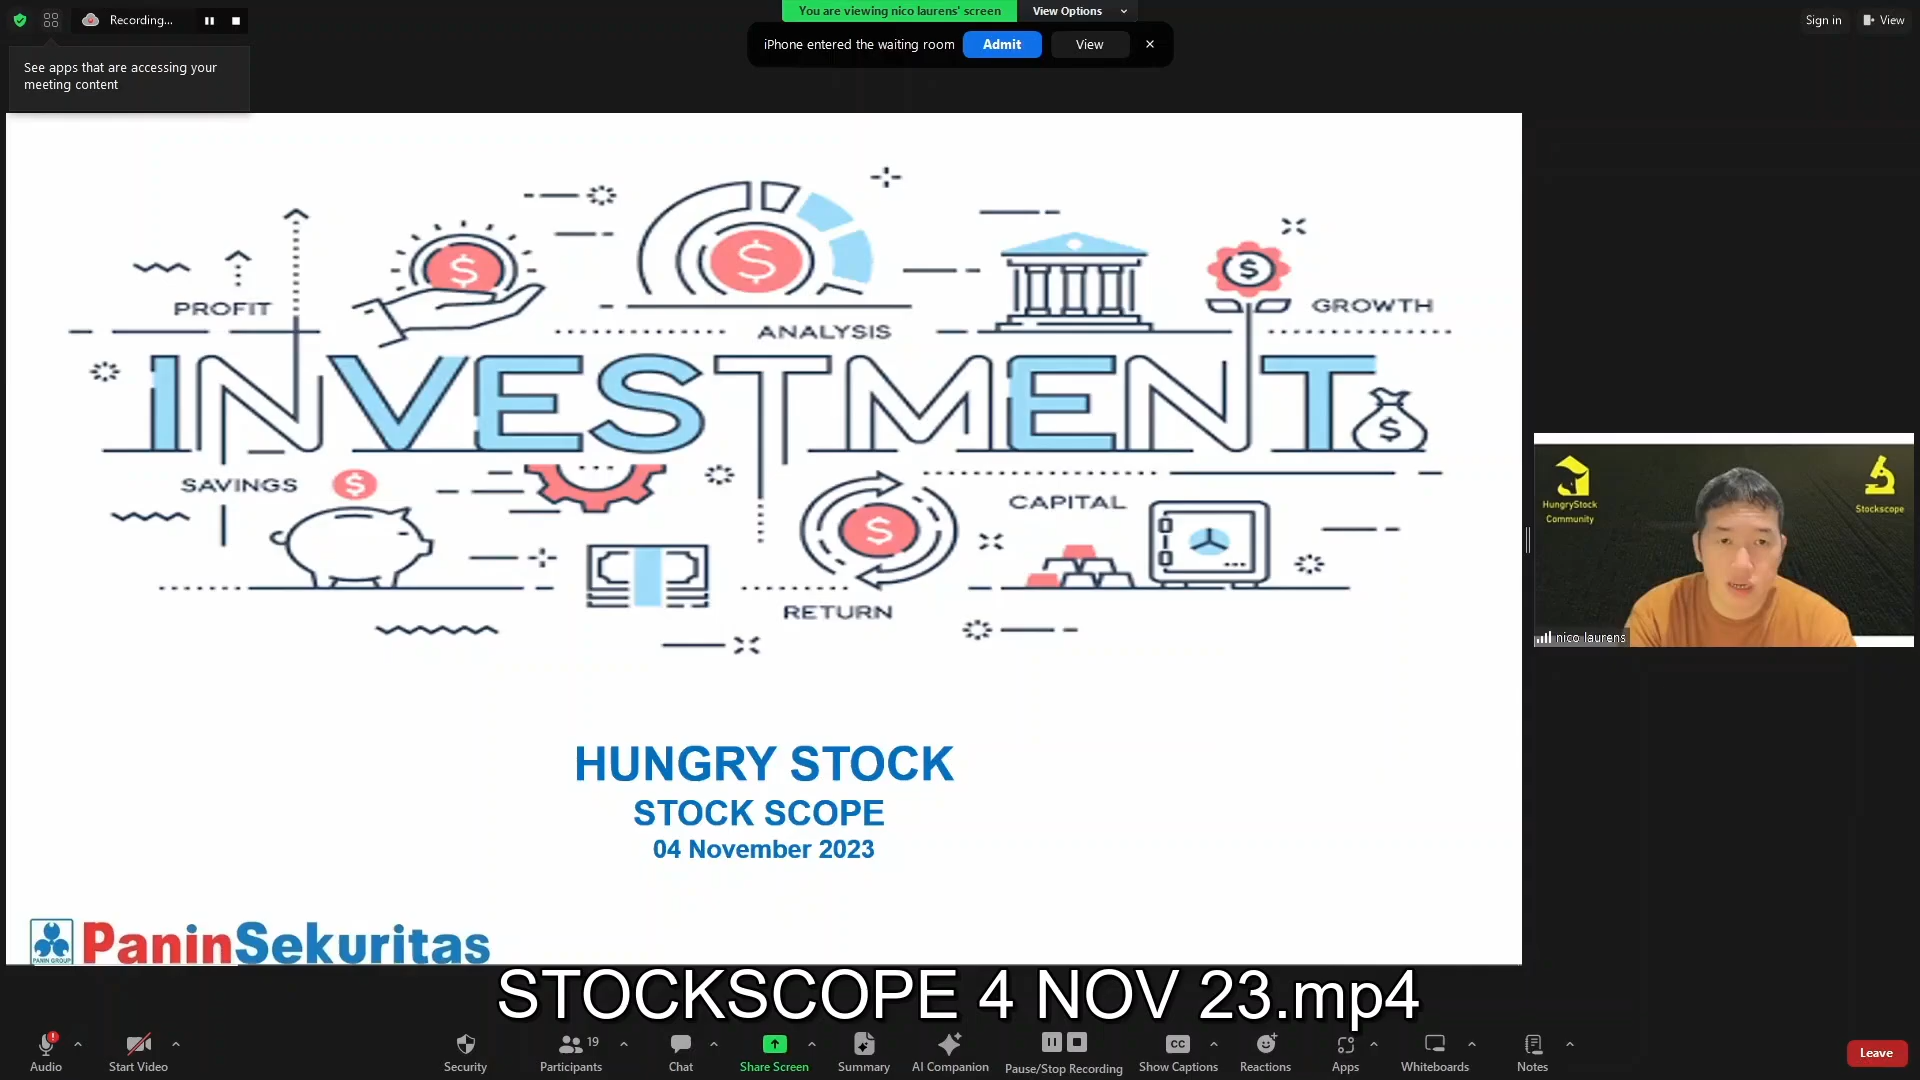 Recording...
You are viewing nico laurens' screen
View Options
Sign in
View
iPhone entered the waiting room
Admit
View
See apps that are accessing your
meeting content
PROFIT
ANALYSIS
GROWTH
INVESTMENT
SAVINGS
CAPITAL
RETURN
HungryStock
Community
Stockscope
nico laurens
HUNGRY STOCK
STOCK SCOPE
04 November 2023
PANIN GROUP
PaninSekuritas
STOCKSCOPE 4 NOV 23.mp4
Audio
Start Video
Security
Participants
19
Chat
Share Screen
Summary
AI Companion
Pause/Stop Recording
CC
Show Captions
Reactions
Apps
Whiteboards
Notes
Leave